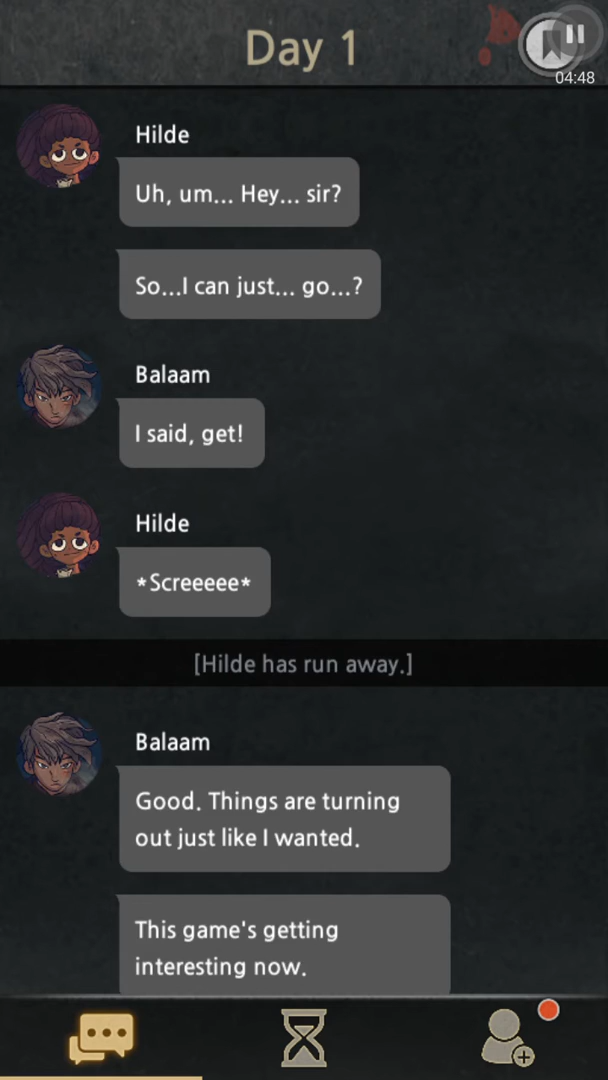 Day 1
04:48
Hilde
Uh, um... Hey... sir?
So...I can just... go...?
Balaam
I said, get!
Hilde
*Screeeee*
[Hilde has run away.]
Balaam
Good. Things are turning
out just like I wanted.
This game's getting
interesting now.